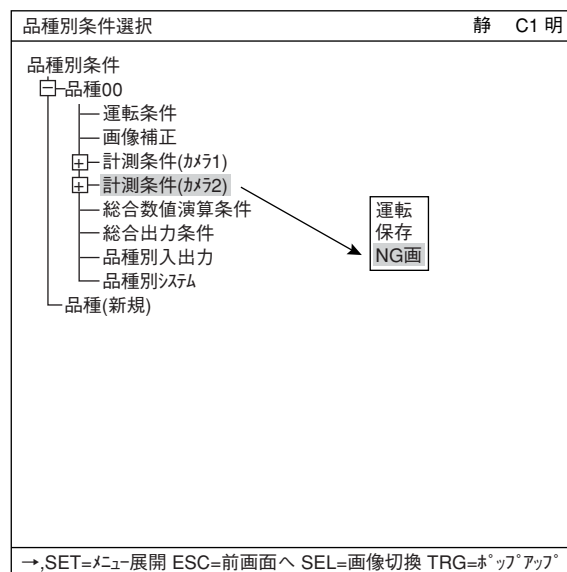 品種別条件選択 静 C1 明
品種別条件
品種00
運転条件
画像補正
計測条件(ｶﾒﾗ1)
計測条件(ｶﾒﾗ2)
総合数値演算条件
総合出力条件
品種別入出力
品種別ｼｽﾃﾑ
品種(新規)
運転
保存
NG画
→,SET=ﾒﾆｭｰ展開 ESC=前画面へ SEL=画像切換 TRG=ﾎﾟｯﾌﾟｱｯﾌﾟ